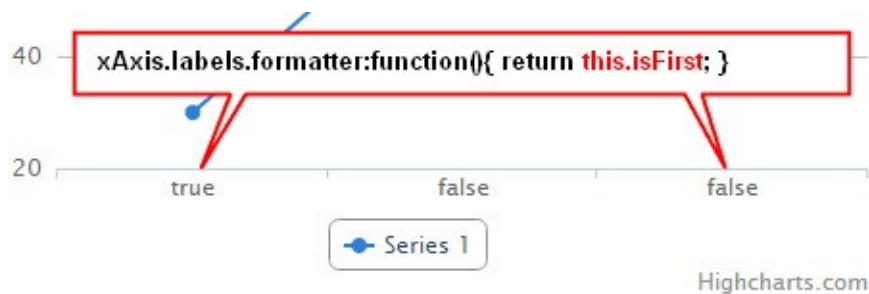 40
xAxis.labels.formatter:function(){ return this.isFirst; }
20
true false false
Series 1
Highcharts.com